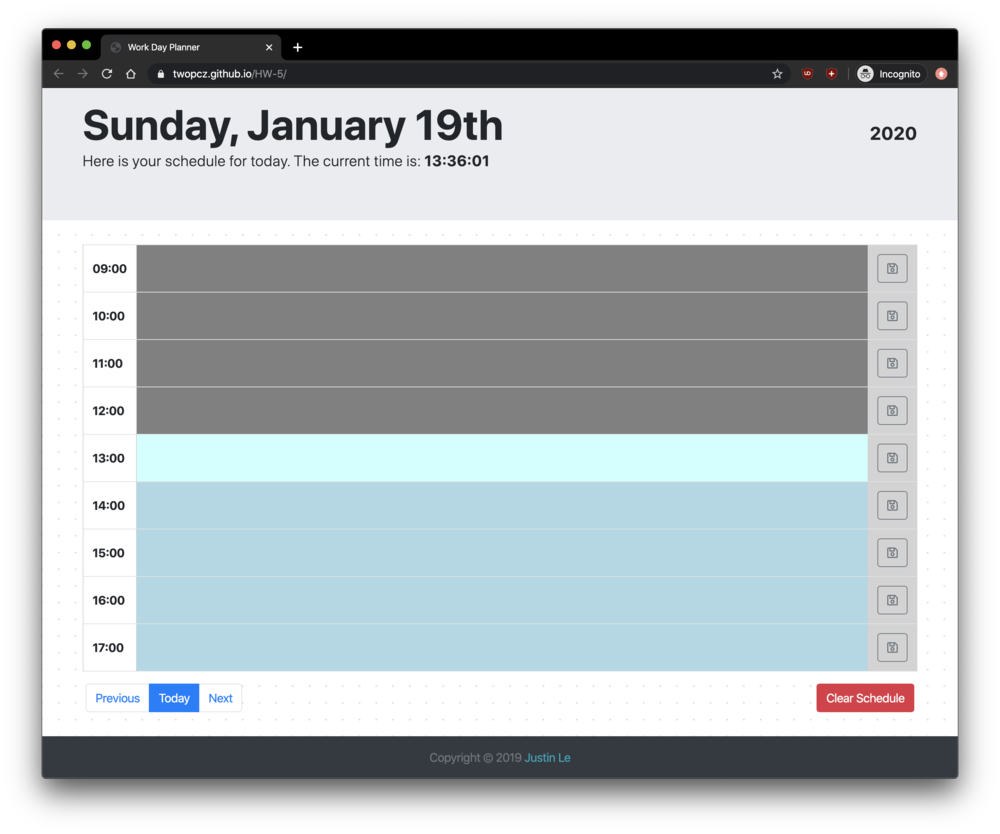 Work Day Planner
twopcz.github.io/HW-5/
Incognito
Sunday, January 19th
2020
Here is your schedule for today. The current time is: 13:36:01
09:00
10:00
11:00
12:00
13:00
14:00
15:00
16:00
17:00
Previous Today Next
Clear Schedule
Copyright © 2019 Justin Le